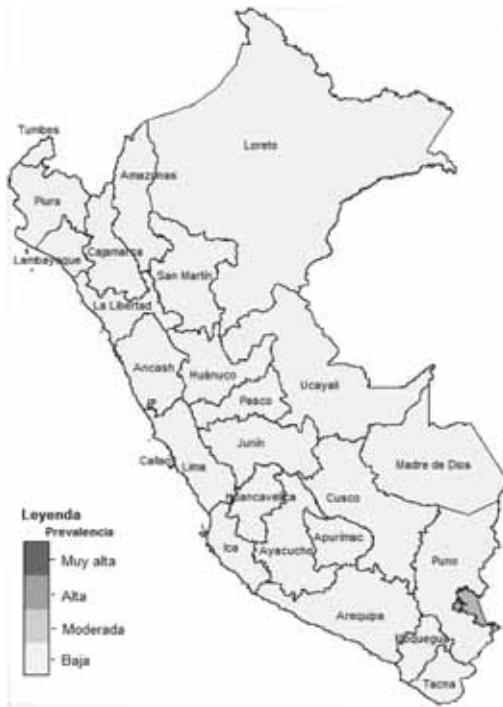 Tumbes
Loreto
Amazonas
Piura
Cajamarca
Lambayeque
San Martín
La Libertad
Ancash
Huánuco
Ucayali
Pasco
Junín
Callao
Lima
Madre de Dios
Huancavelica
Cusco
Leyenda
Prevalencia
Muy alta
Alta
Moderada
Baja
Ica
Ayacucho
Apurímac
Puno
Arequipa
Moquegua
Tacna